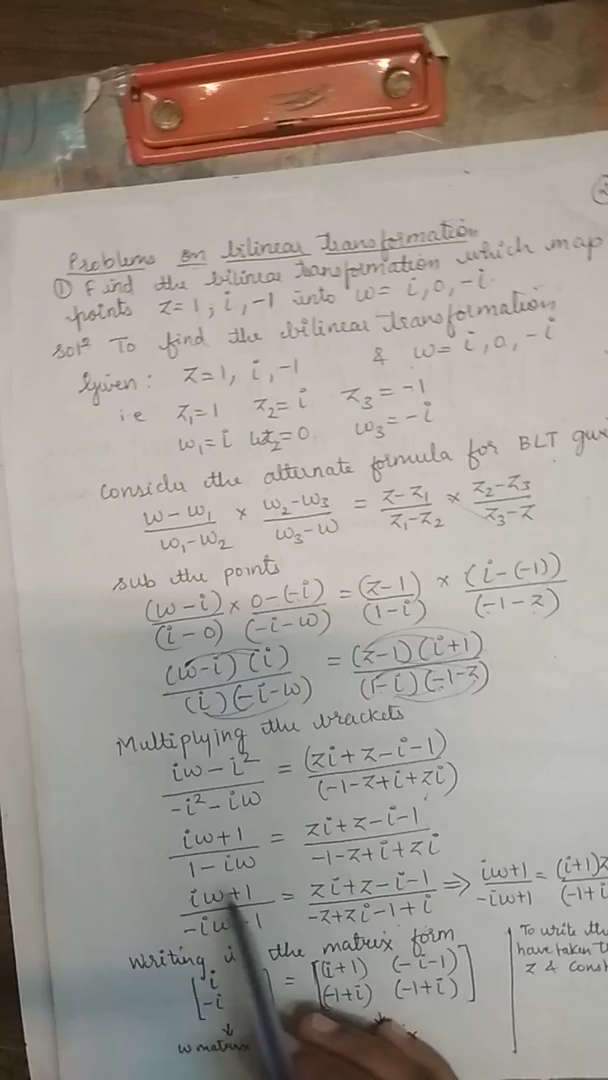 Problems on bilinear transformation
① Find the bilinear transformation which map
points z=1, i, -1 into w= i, 0, -i.
solⁿ To find the bilinear transformation
Given: z=1, i, -1 & w= i, 0, -i
i.e z₁=1 z₂=i z₃=-1
w₁=i w₂=0 w₃=-i
consider the alternate formula for BLT
(w-w₁)/(w₁-w₂) × (w₂-w₃)/(w₃-w) = (z-z₁)/(z₁-z₂) × (z₂-z₃)/(z₃-z)
sub the points
(w-i)/(i-0) × (0-(-i))/(-i-w) = (z-1)/(1-i) × (i-(-1))/(-1-z)
(w-i)(i)/(i)(-i-w) = (z-1)(i+1)/(1-i)(-1-z)
Multiplying the brackets
(iw-i²)/(-i²-iw) = (zi+z-i-1)/(-1-z+i+zi)
(iw+1)/(1-iw) = (zi+z-i-1)/(-1-z+i+zi)
(iw+1)/(-iw+1) = (zi+z-i-1)/(-z+zi-1+i) ⇒ (iw+1)/(-iw+1) = (i+1)z/(-1+i
writing the matrix form
[i / -i ] = [(i+1) (-i-1) / (-1+i) (-1+i)]
w matrix
To write the
have taken
z & const